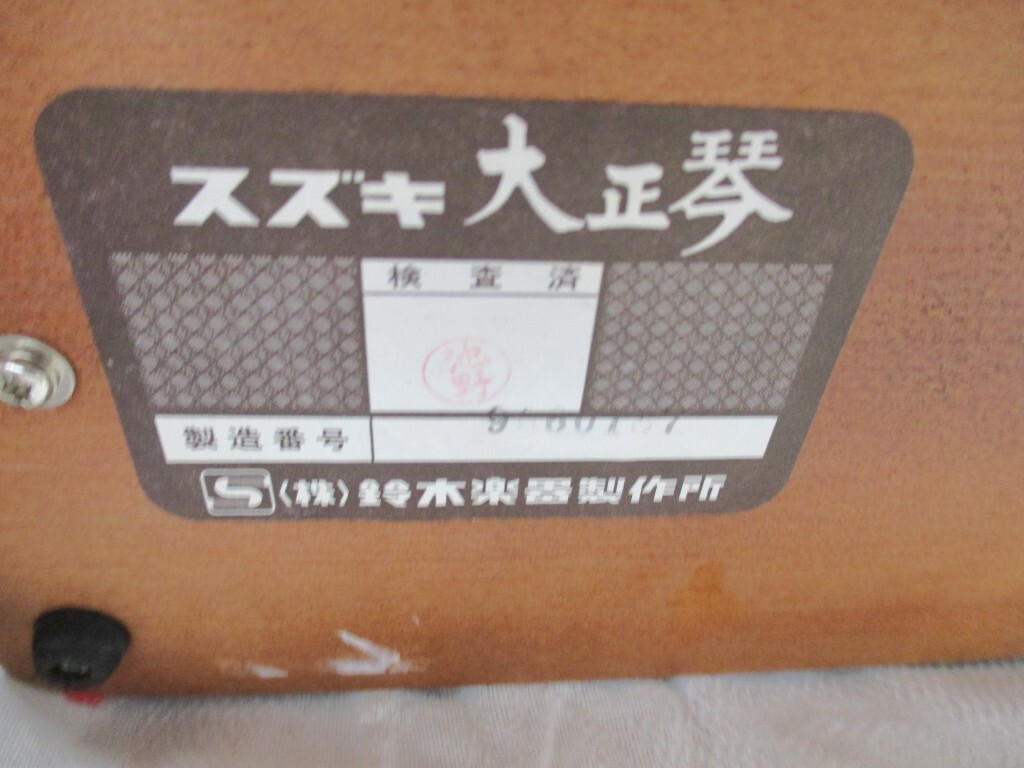 スズキ 大正琴
検査済
製造番号
S 〈株〉鈴木楽器製作所